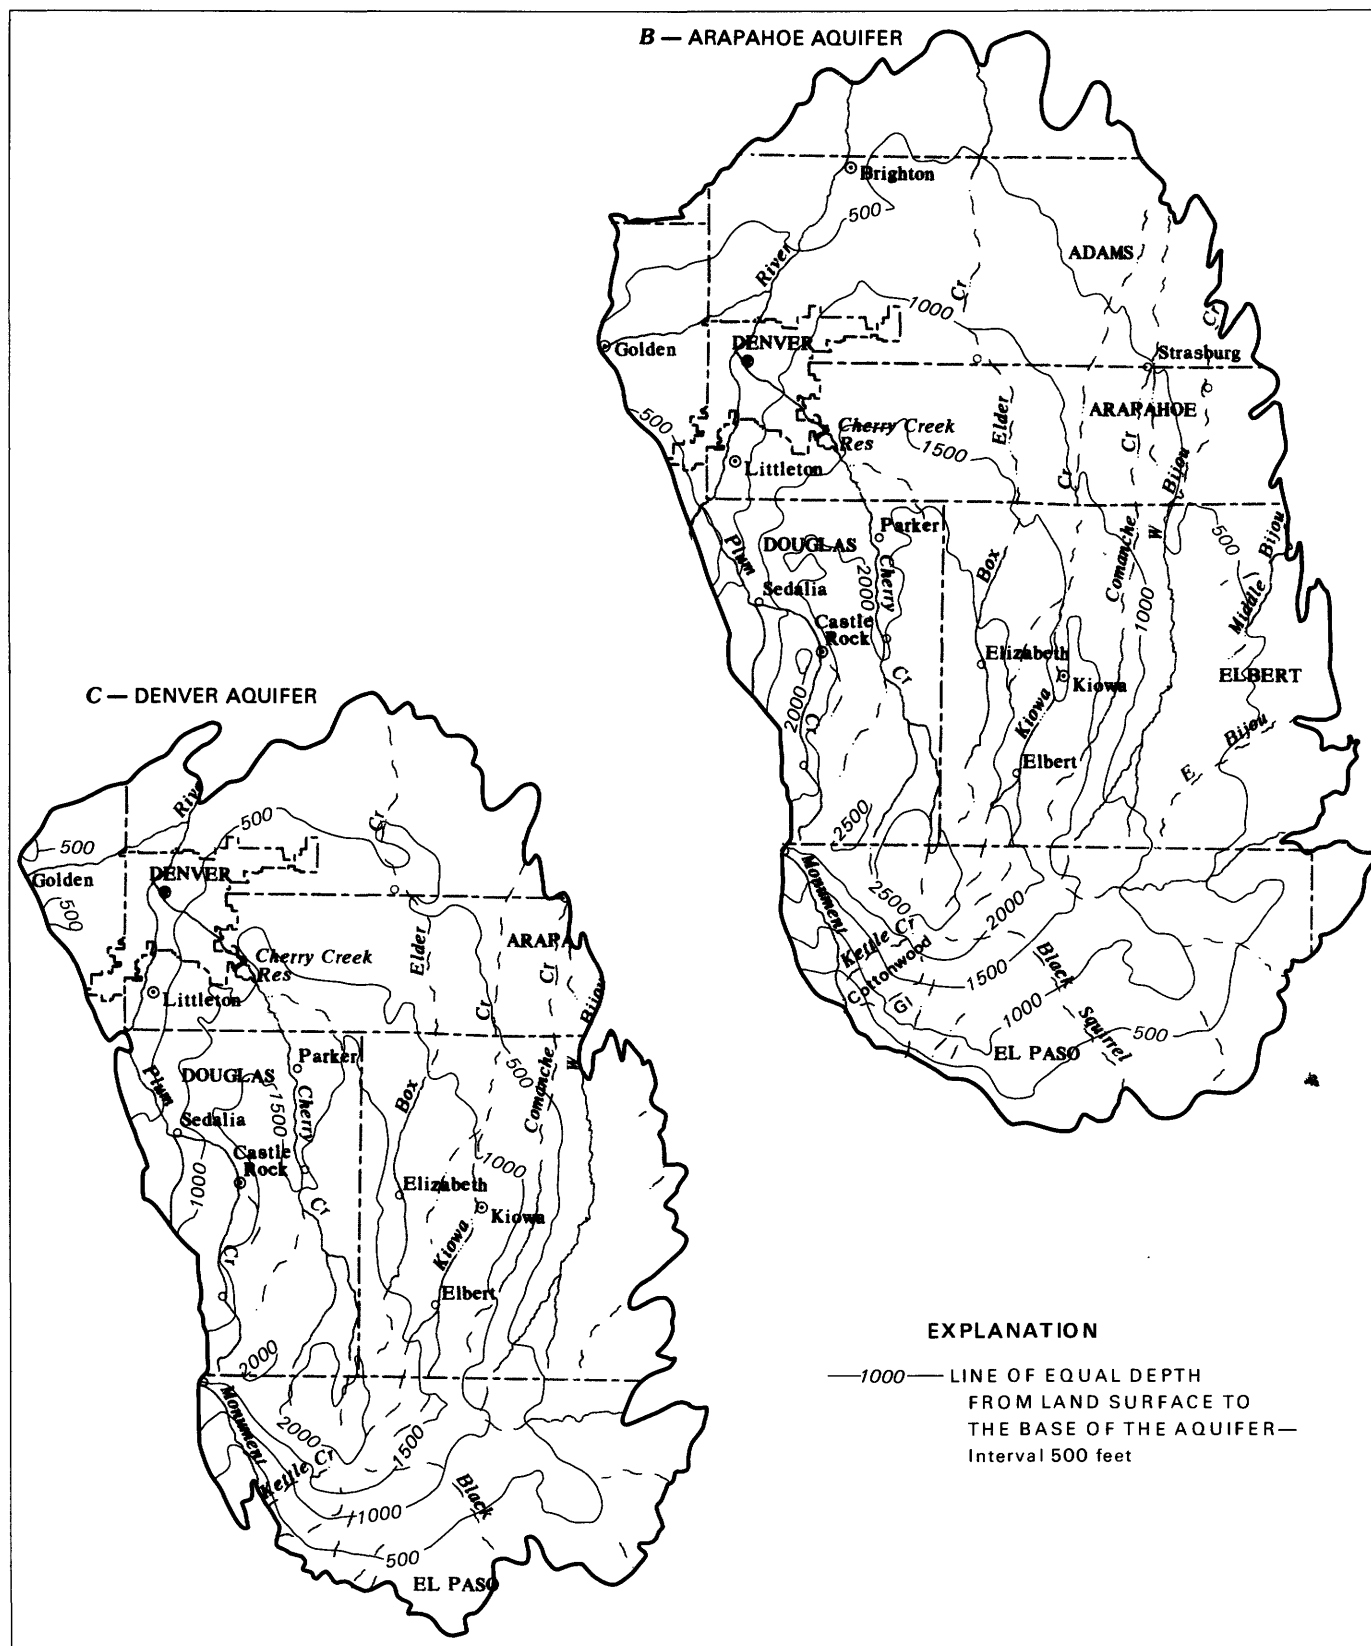 B — ARAPAHOE AQUIFER
Brighton
500
ADAMS
River
Cr
Cr
1000
Golden
DENVER
Strasburg
500
ARAPAHOE
Elder
Cherry Creek
Res
1500
Cr
Littleton
Cr
Bijou
Parker
Plum
DOUGLAS
2000
Cherry
Box
Comanche
W
500
Bijou
Middle
Sedalia
1000
Castle
Rock
Elizabeth
Kiowa
ELBERT
Cr
2000
Cr
Kiowa
Bijou
E
Elbert
2500
Monument
2500
2000
Kettle Cr
Cottonwood
Black
1500
Gl
1000
Squirrel
500
EL PASO
C — DENVER AQUIFER
River
500
Cr
500
Golden
DENVER
500
Elder
ARAPA
Cherry Creek
Res
Cr
Littleton
Cr
Bijou
Parker
Plum
DOUGLAS
1500
Cherry
Box
500
Comanche
W
Sedalia
Castle
Rock
1000
1000
Elizabeth
Cr
Kiowa
Kiowa
Cr
Elbert
2000
Monument
2000
1500
Kettle Cr
Black
1000
500
EL PASO
EXPLANATION
—1000— LINE OF EQUAL DEPTH
FROM LAND SURFACE TO
THE BASE OF THE AQUIFER—
Interval 500 feet